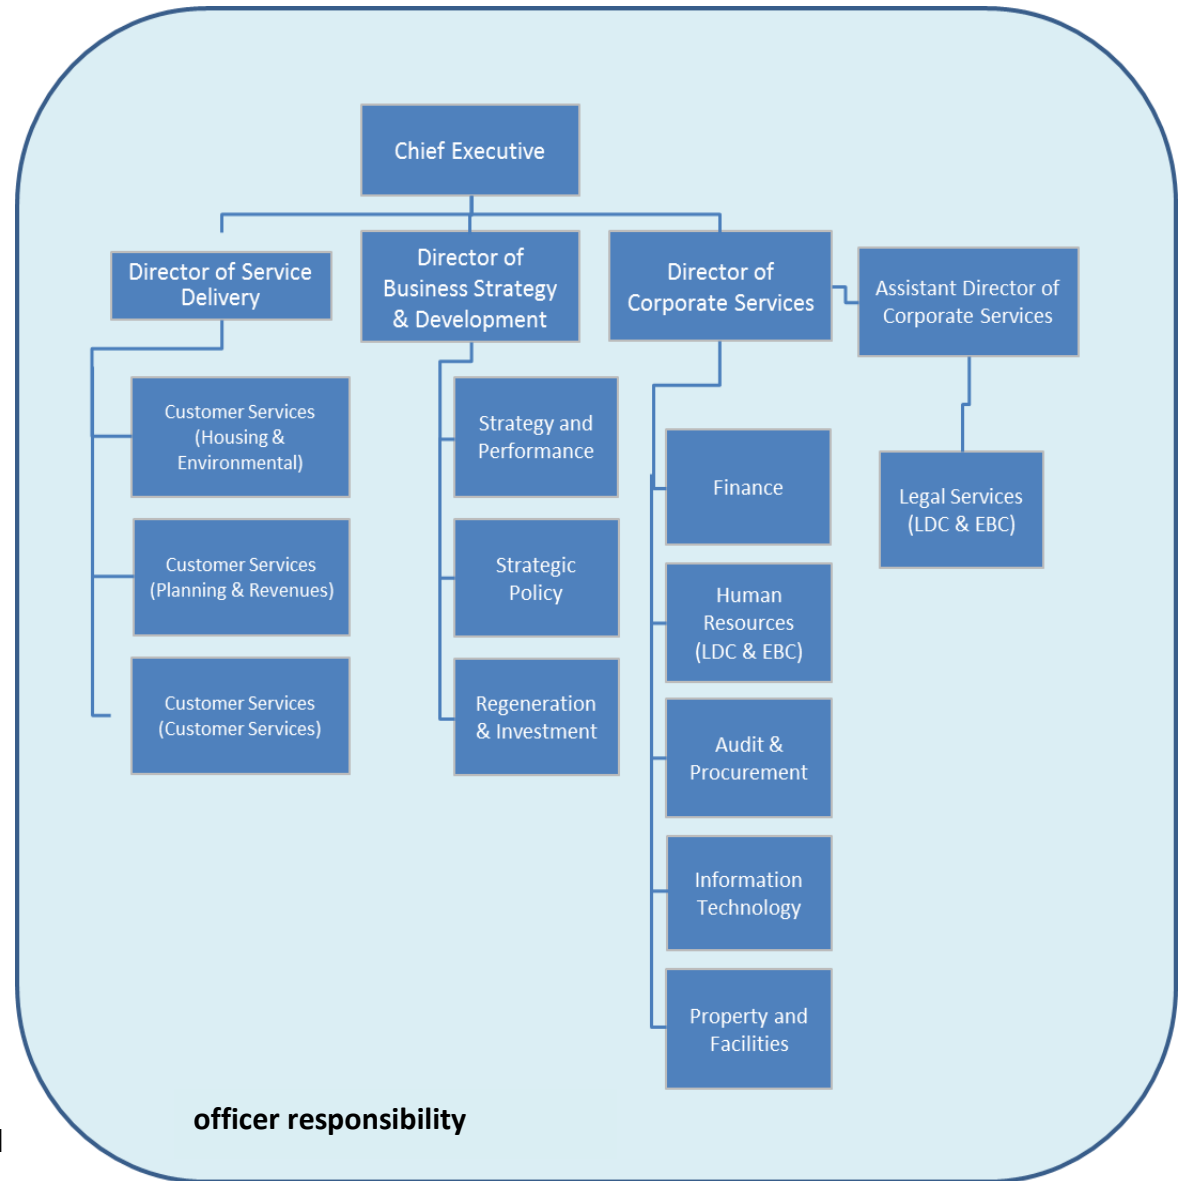 Chief Executive
Director of Service
Delivery
Director of
Business Strategy
& Development
Director of
Corporate Services
Assistant Director of
Corporate Services
Customer Services
(Housing &
Environmental)
Customer Services
(Planning & Revenues)
Customer Services
(Customer Services)
Strategy and
Performance
Strategic
Policy
Regeneration
& Investment
Finance
Human
Resources
(LDC & EBC)
Audit &
Procurement
Information
Technology
Property and
Facilities
Legal Services
(LDC & EBC)
officer responsibility